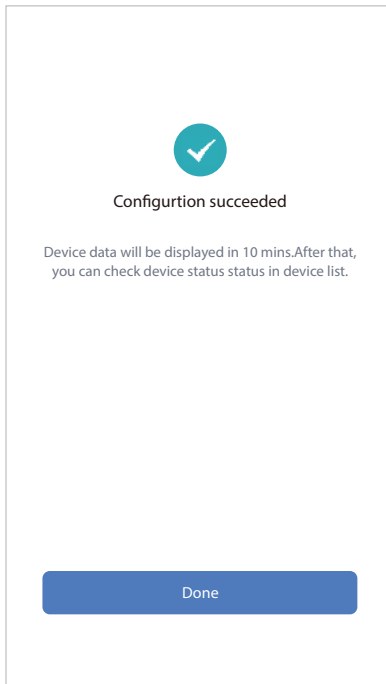 Configurtion succeeded
Device data will be displayed in 10 mins.After that,
you can check device status status in device list.
Done